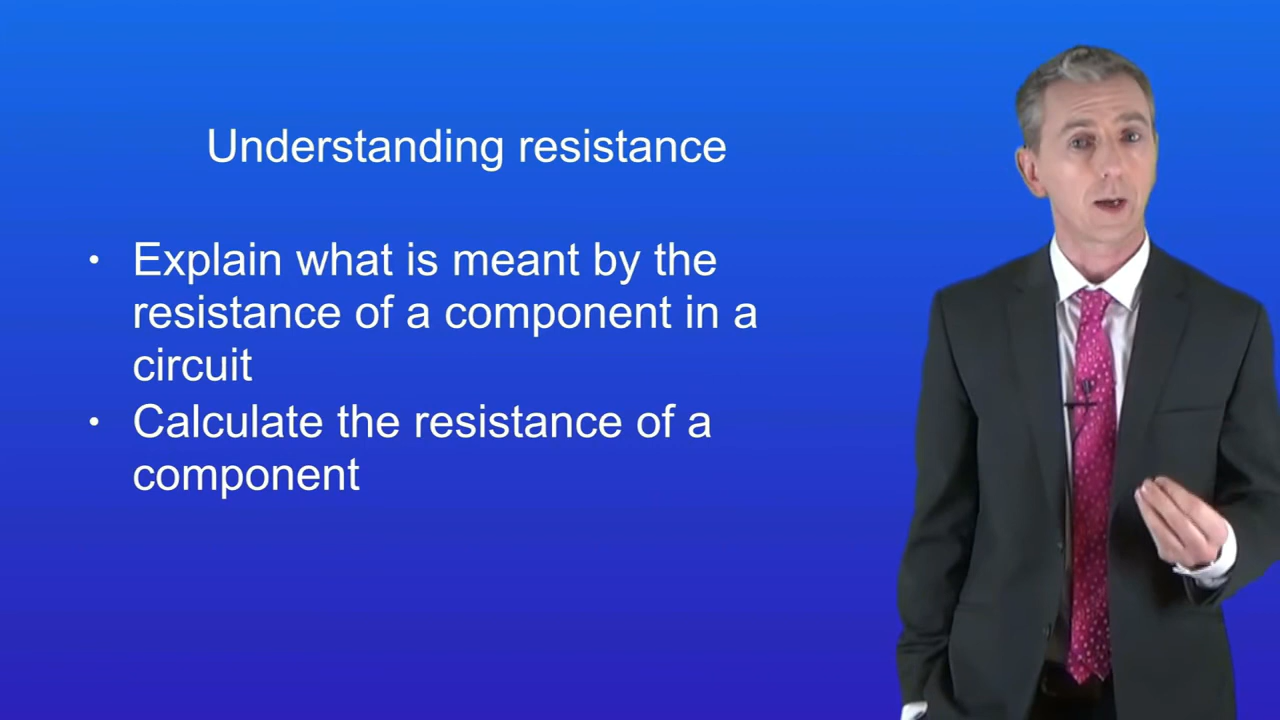 Understanding resistance
• Explain what is meant by the
resistance of a component in a
circuit
• Calculate the resistance of a
component